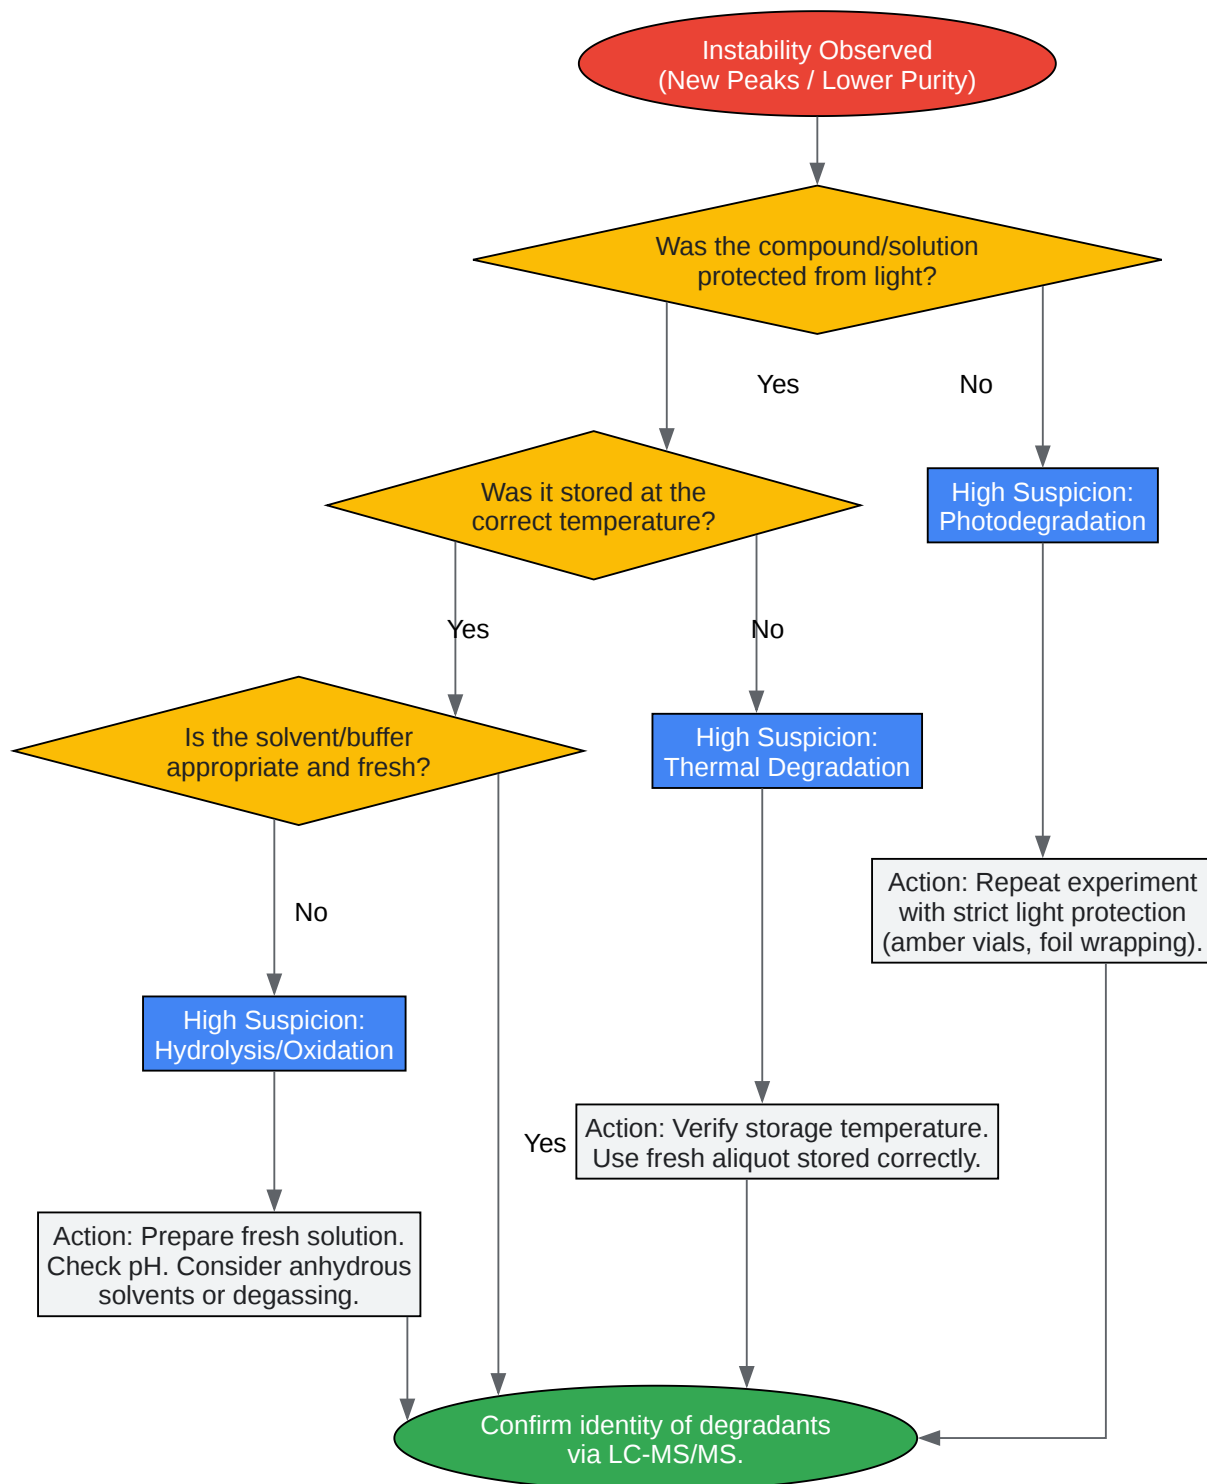 Instability Observed
(New Peaks / Lower Purity)
Was the compound/solution
protected from light?
Yes
No
Was it stored at the
correct temperature?
High Suspicion:
Photodegradation
Yes
No
Is the solvent/buffer
appropriate and fresh?
High Suspicion:
Thermal Degradation
Action: Repeat experiment
with strict light protection
(amber vials, foil wrapping).
No
High Suspicion:
Hydrolysis/Oxidation
Yes
Action: Verify storage temperature.
Use fresh aliquot stored correctly.
Action: Prepare fresh solution.
Check pH. Consider anhydrous
solvents or degassing.
Confirm identity of degradants
via LC-MS/MS.